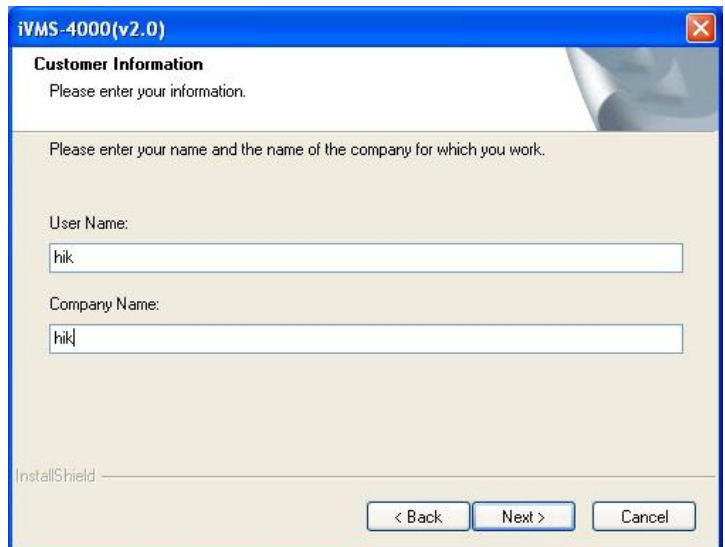 iVMS-4000(v2.0)
Customer Information
Please enter your information.
Please enter your name and the name of the company for which you work.
User Name:
hik
Company Name:
hik
InstallShield
< Back Next > Cancel